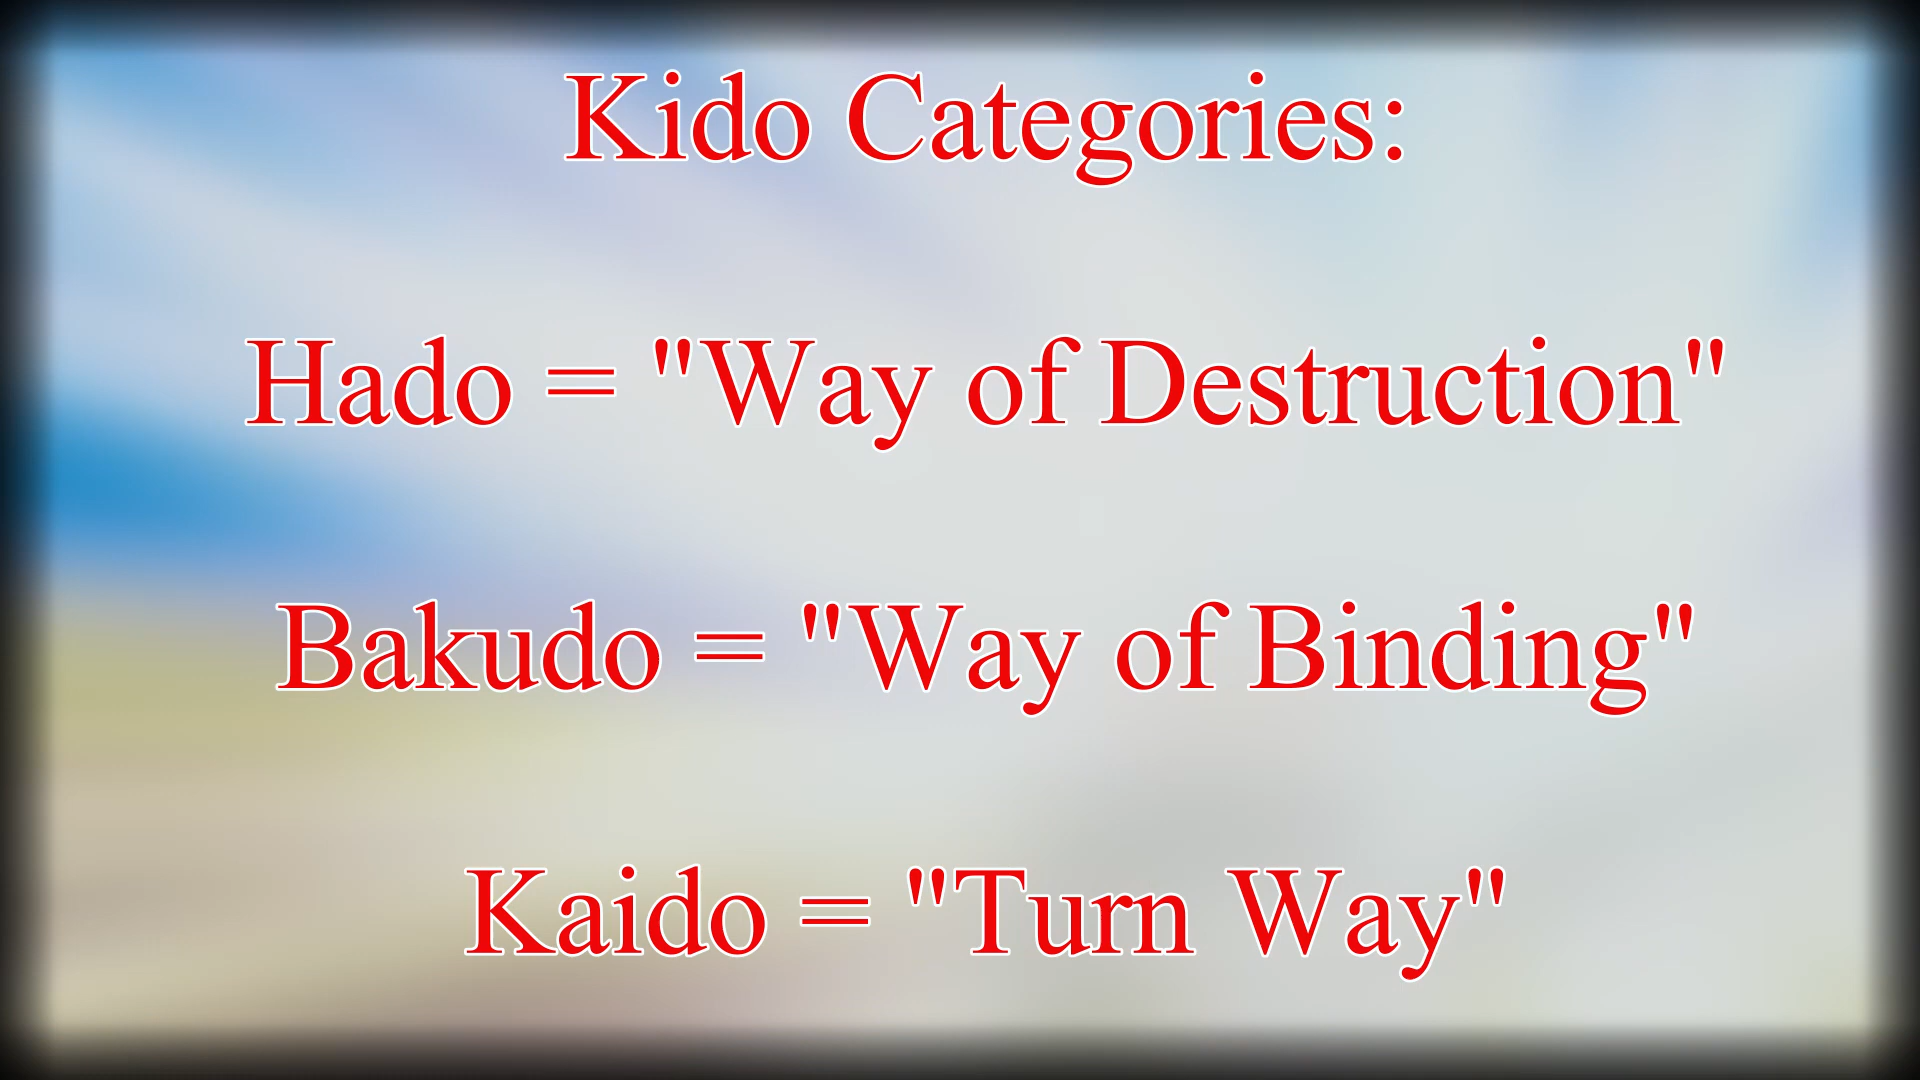 Kido Categories:
Hado = "Way of Destruction"
Bakudo = "Way of Binding"
Kaido = "Turn Way"